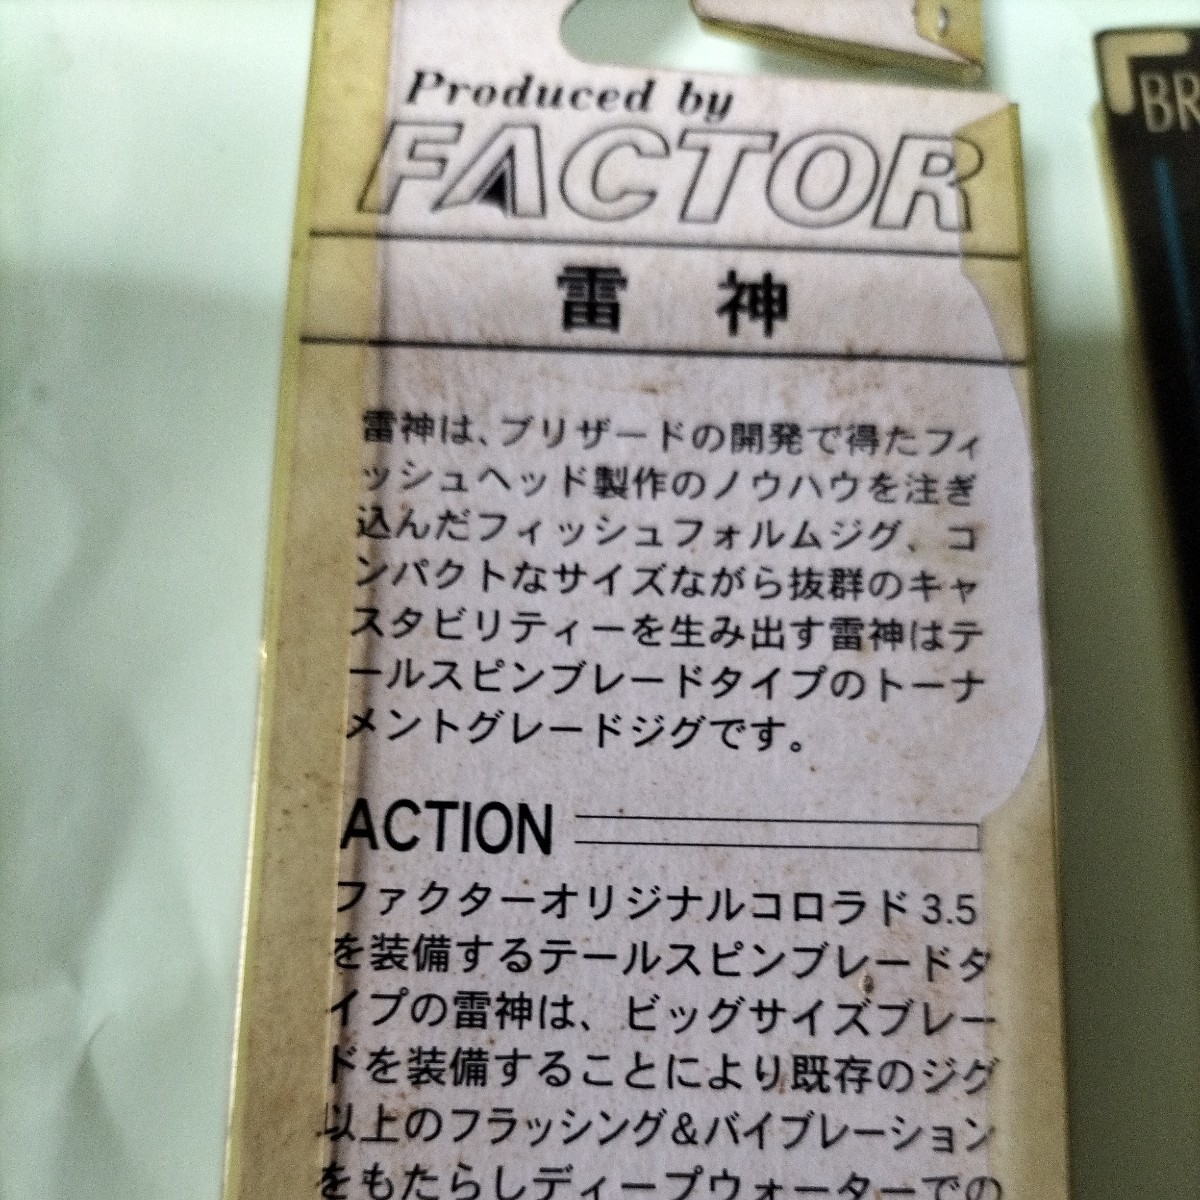 Produced by
FACTOR
雷 神
雷神は、ブリザードの開発で得たフィ
ッシュヘッド製作のノウハウを注ぎ
込んだフィッシュフォルムジグ、コ
ンパクトなサイズながら抜群のキャ
スタビリティーを生み出す雷神はテ
ールスピンブレードタイプのトーナ
メントグレードジグです。
ACTION
ファクターオリジナルコロラド3.5
を装備するテールスピンブレードタ
イプの雷神は、ビッグサイズブレー
ドを装備することにより既存のジグ
以上のフラッシング&バイブレーション
をもたらしディープウォーターでの
BR